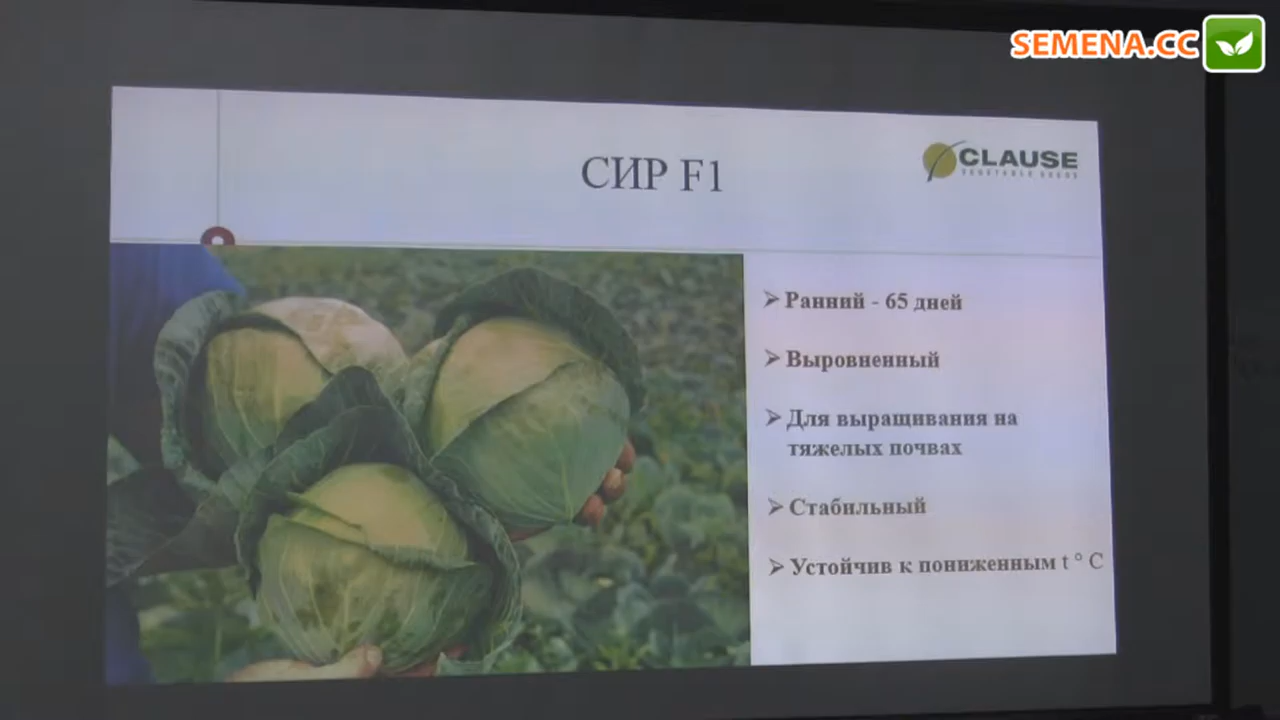 SEMENA.CC
СИР F1
CLAUSE
VEGETABLE SEEDS
➢ Ранний - 65 дней
➢ Выровненный
➢ Для выращивания на
тяжелых почвах
➢ Стабильный
➢ Устойчив к пониженным t ° C